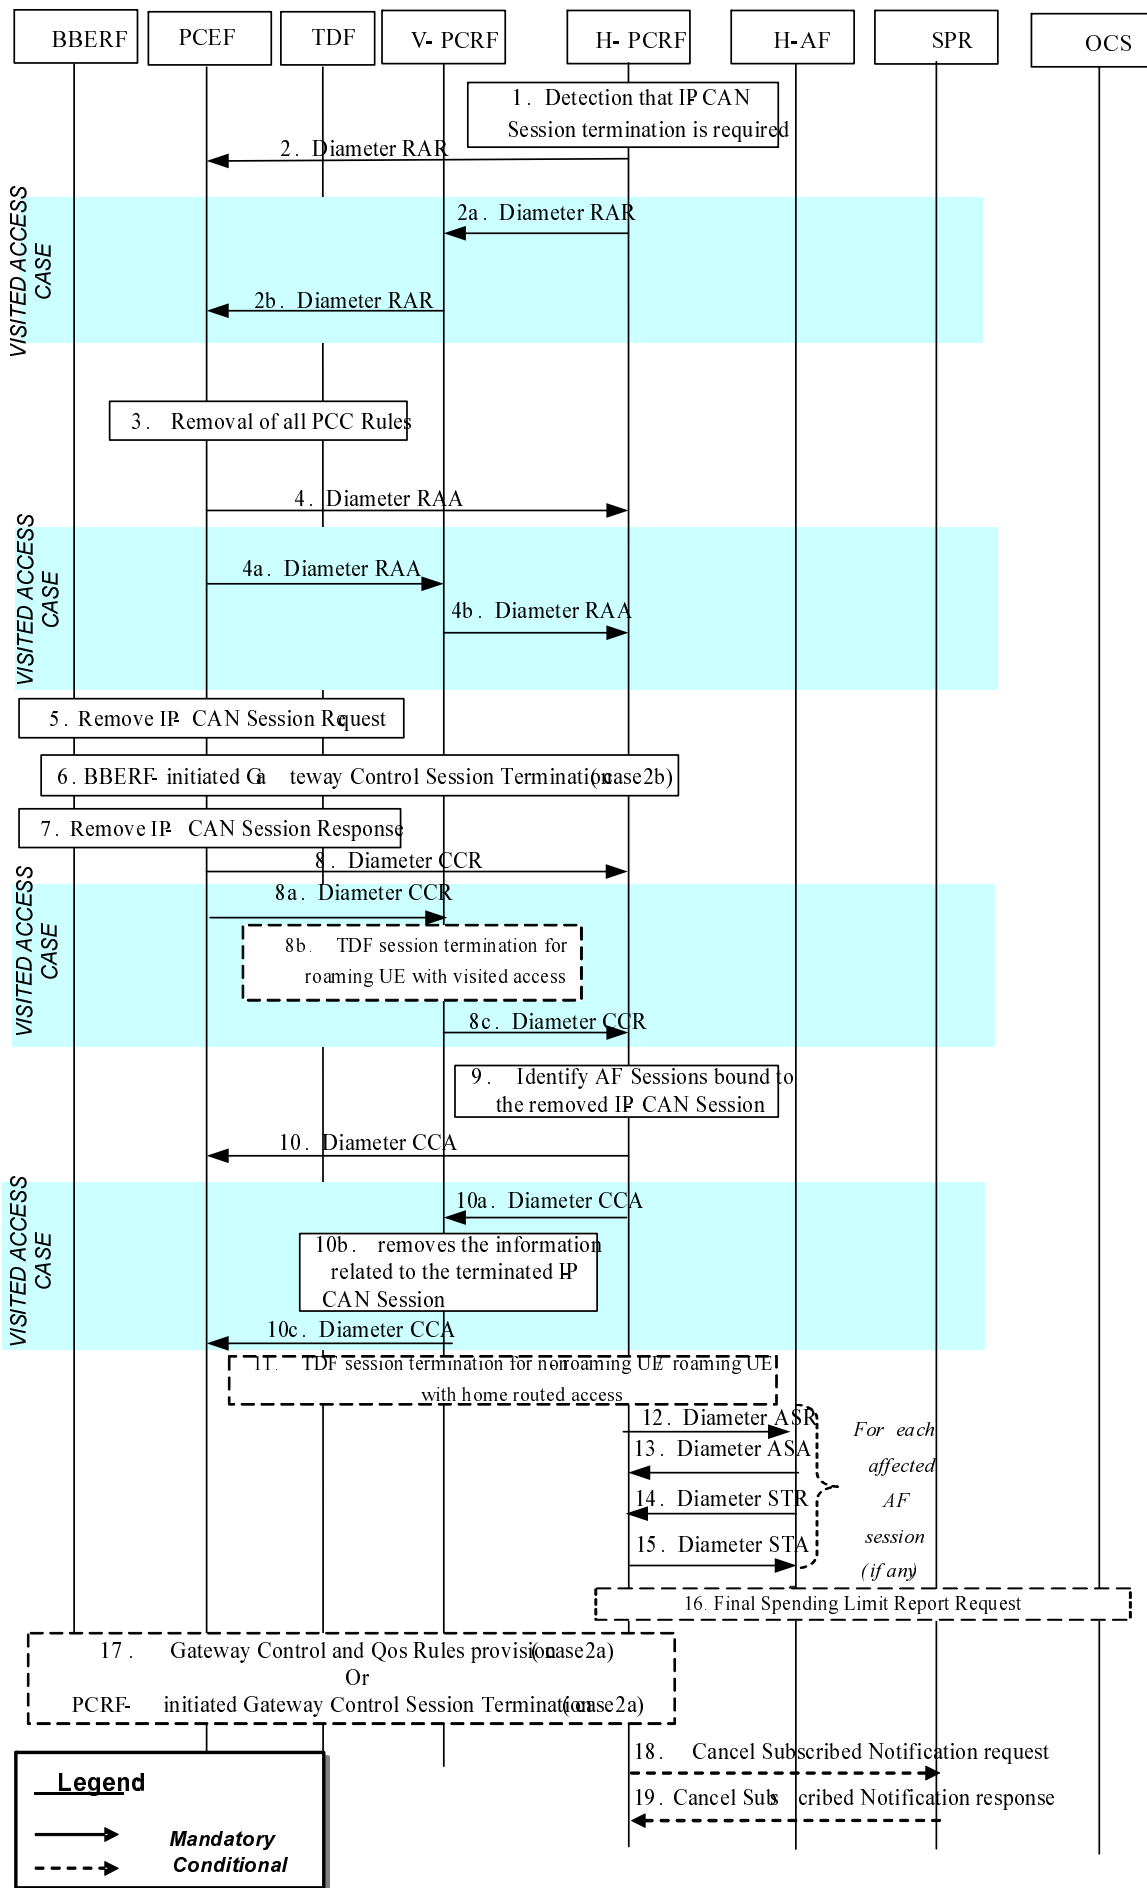 BBERF
PCEF
TDF
V- PCRF
H- PCRF
H-AF
SPR
OCS
1. Detection that IP-CAN
Session termination is required
2. Diameter RAR
VISITED ACCESS
CASE
2a. Diameter RAR
2b. Diameter RAR
3. Removal of all PCC Rules
4. Diameter RAA
VISITED ACCESS
CASE
4a. Diameter RAA
4b. Diameter RAA
5. Remove IP- CAN Session Request
6. BBERF- initiated Gateway Control Session Termination (case 2b)
7. Remove IP- CAN Session Response
8. Diameter CCR
VISITED ACCESS
CASE
8a. Diameter CCR
8b. TDF session termination for
roaming UE with visited access
8c. Diameter CCR
9. Identify AF Sessions bound to
the removed IP- CAN Session
10. Diameter CCA
VISITED ACCESS
CASE
10a. Diameter CCA
10b. removes the information
related to the terminated IP-
CAN Session
10c. Diameter CCA
11. TDF session termination for non-roaming UE/ roaming UE
with home routed access
12. Diameter ASR
13. Diameter ASA
14. Diameter STR
15. Diameter STA
For each
affected
AF
session
(if any)
16. Final Spending Limit Report Request
17. Gateway Control and Qos Rules provision (case 2a)
Or
PCRF- initiated Gateway Control Session Termination (case 2a)
18. Cancel Subscribed Notification request
19. Cancel Subscribed Notification response
Legend
Mandatory
Conditional